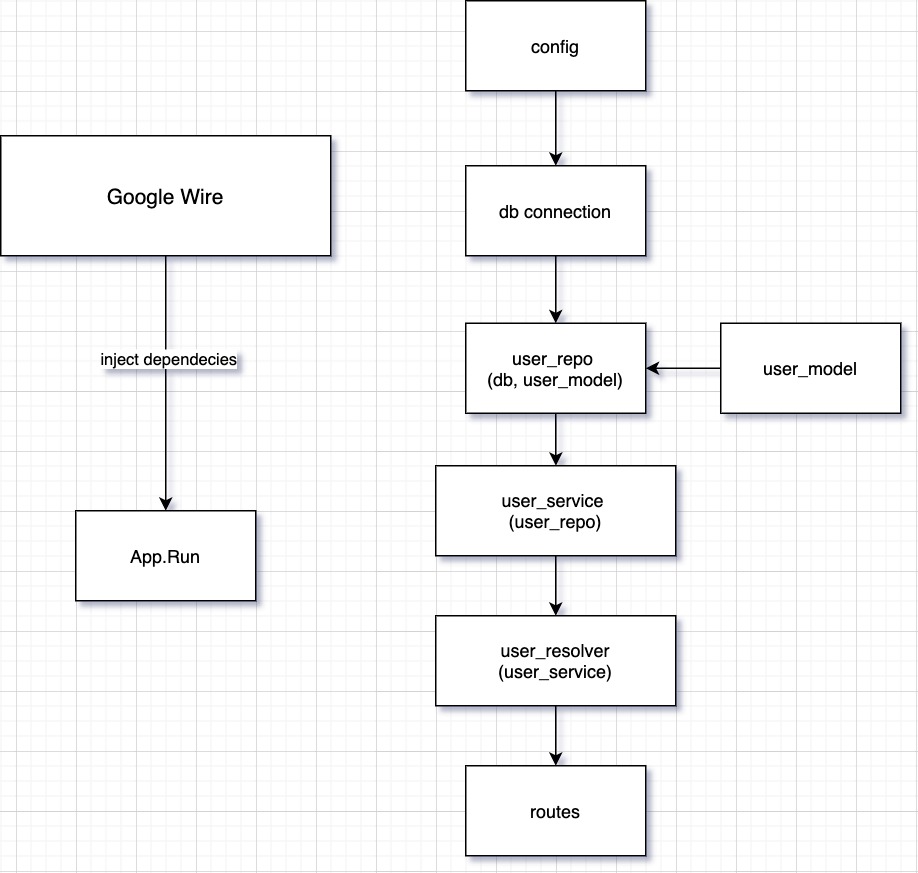 config
Google Wire
db connection
user_repo
(db, user_model)
user_model
inject dependecies
user_service
(user_repo)
App.Run
user_resolver
(user_service)
routes